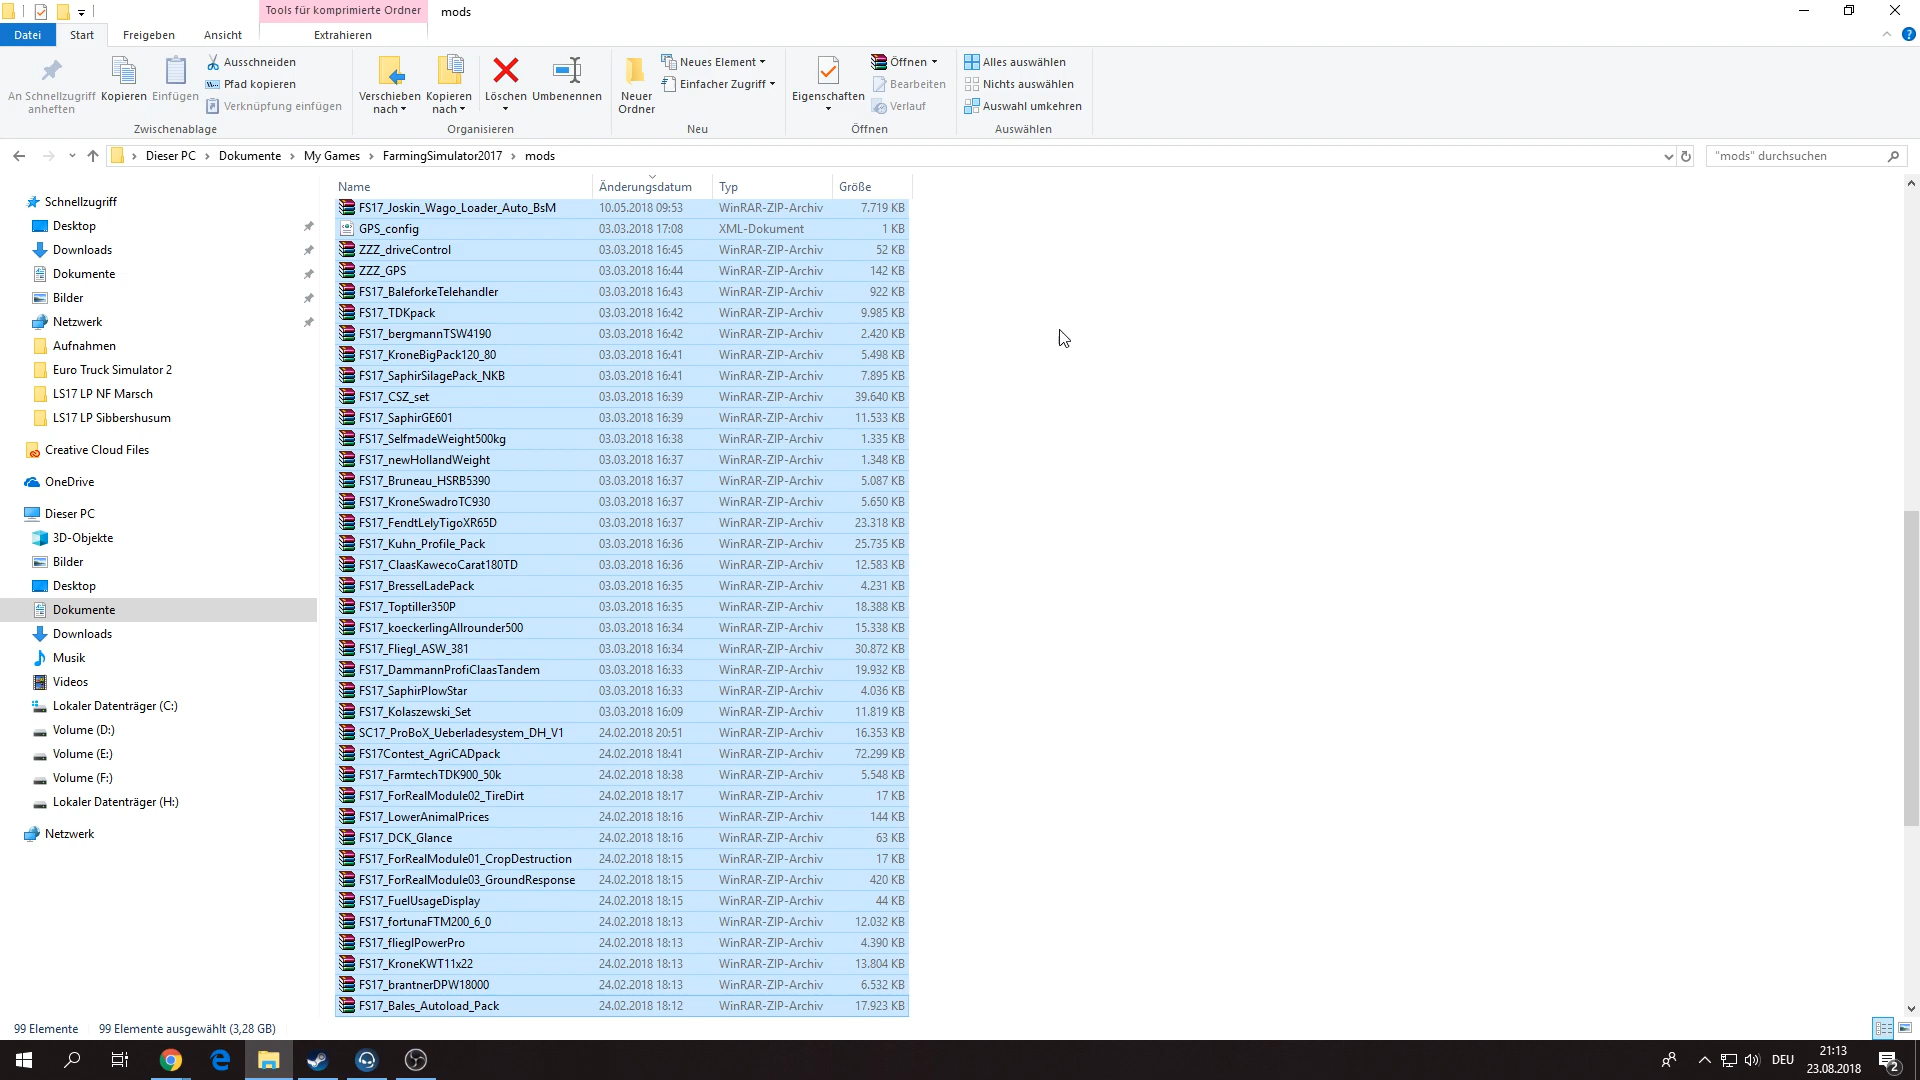 Tools für komprimierte Ordner mods
Datei Start Freigeben Ansicht Extrahieren
An Schnellzugriff anheften
Kopieren
Einfügen
Ausschneiden
Pfad kopieren
Verknüpfung einfügen
Zwischenablage
Verschieben nach
Kopieren nach
Löschen
Umbenennen
Organisieren
Neuer Ordner
Neues Element
Einfacher Zugriff
Neu
Eigenschaften
Öffnen
Bearbeiten
Verlauf
Öffnen
Alles auswählen
Nichts auswählen
Auswahl umkehren
Auswählen
Dieser PC Dokumente My Games FarmingSimulator2017 mods
"mods" durchsuchen
Schnellzugriff
Desktop
Downloads
Dokumente
Bilder
Netzwerk
Aufnahmen
Euro Truck Simulator 2
LS17 LP NF Marsch
LS17 LP Sibbershusum
Creative Cloud Files
OneDrive
Dieser PC
3D-Objekte
Bilder
Desktop
Dokumente
Downloads
Musik
Videos
Lokaler Datenträger (C:)
Volume (D:)
Volume (E:)
Volume (F:)
Lokaler Datenträger (H:)
Netzwerk
Name Änderungsdatum Typ Größe
FS17_Joskin_Wago_Loader_Auto_BsM 10.05.2018 09:53 WinRAR-ZIP-Archiv 7.719 KB
GPS_config 03.03.2018 17:08 XML-Dokument 1 KB
ZZZ_driveControl 03.03.2018 16:45 WinRAR-ZIP-Archiv 52 KB
ZZZ_GPS 03.03.2018 16:44 WinRAR-ZIP-Archiv 142 KB
FS17_BaleforkeTelehandler 03.03.2018 16:43 WinRAR-ZIP-Archiv 922 KB
FS17_TDKpack 03.03.2018 16:42 WinRAR-ZIP-Archiv 9.985 KB
FS17_bergmannTSW4190 03.03.2018 16:42 WinRAR-ZIP-Archiv 2.420 KB
FS17_KroneBigPack120_80 03.03.2018 16:41 WinRAR-ZIP-Archiv 5.498 KB
FS17_SaphirSilagePack_NKB 03.03.2018 16:41 WinRAR-ZIP-Archiv 7.895 KB
FS17_CSZ_set 03.03.2018 16:39 WinRAR-ZIP-Archiv 39.640 KB
FS17_SaphirGE601 03.03.2018 16:39 WinRAR-ZIP-Archiv 11.533 KB
FS17_SelfmadeWeight500kg 03.03.2018 16:38 WinRAR-ZIP-Archiv 1.335 KB
FS17_newHollandWeight 03.03.2018 16:37 WinRAR-ZIP-Archiv 1.348 KB
FS17_Bruneau_HSRB5390 03.03.2018 16:37 WinRAR-ZIP-Archiv 5.087 KB
FS17_KroneSwadroTC930 03.03.2018 16:37 WinRAR-ZIP-Archiv 5.650 KB
FS17_FendtLelyTigoXR65D 03.03.2018 16:37 WinRAR-ZIP-Archiv 23.318 KB
FS17_Kuhn_Profile_Pack 03.03.2018 16:36 WinRAR-ZIP-Archiv 25.735 KB
FS17_ClaasKawecoCarat180TD 03.03.2018 16:36 WinRAR-ZIP-Archiv 12.583 KB
FS17_BresselLadePack 03.03.2018 16:35 WinRAR-ZIP-Archiv 4.231 KB
FS17_Toptiller350P 03.03.2018 16:35 WinRAR-ZIP-Archiv 18.388 KB
FS17_koeckerlingAllrounder500 03.03.2018 16:34 WinRAR-ZIP-Archiv 15.338 KB
FS17_Fliegl_ASW_381 03.03.2018 16:34 WinRAR-ZIP-Archiv 30.872 KB
FS17_DammannProfiClaasTandem 03.03.2018 16:33 WinRAR-ZIP-Archiv 19.932 KB
FS17_SaphirPlowStar 03.03.2018 16:33 WinRAR-ZIP-Archiv 4.036 KB
FS17_Kolaszewski_Set 03.03.2018 16:09 WinRAR-ZIP-Archiv 11.819 KB
SC17_ProBoX_Ueberladesystem_DH_V1 24.02.2018 20:51 WinRAR-ZIP-Archiv 16.353 KB
FS17Contest_AgriCADpack 24.02.2018 18:41 WinRAR-ZIP-Archiv 72.299 KB
FS17_FarmtechTDK900_50k 24.02.2018 18:38 WinRAR-ZIP-Archiv 5.548 KB
FS17_ForRealModule02_TireDirt 24.02.2018 18:17 WinRAR-ZIP-Archiv 17 KB
FS17_LowerAnimalPrices 24.02.2018 18:16 WinRAR-ZIP-Archiv 144 KB
FS17_DCK_Glance 24.02.2018 18:16 WinRAR-ZIP-Archiv 63 KB
FS17_ForRealModule01_CropDestruction 24.02.2018 18:15 WinRAR-ZIP-Archiv 17 KB
FS17_ForRealModule03_GroundResponse 24.02.2018 18:15 WinRAR-ZIP-Archiv 420 KB
FS17_FuelUsageDisplay 24.02.2018 18:15 WinRAR-ZIP-Archiv 44 KB
FS17_fortunaFTM200_6_0 24.02.2018 18:13 WinRAR-ZIP-Archiv 12.032 KB
FS17_flieglPowerPro 24.02.2018 18:13 WinRAR-ZIP-Archiv 4.390 KB
FS17_KroneKWT11x22 24.02.2018 18:13 WinRAR-ZIP-Archiv 13.804 KB
FS17_brantnerDPW18000 24.02.2018 18:13 WinRAR-ZIP-Archiv 6.532 KB
FS17_Bales_Autoload_Pack 24.02.2018 18:12 WinRAR-ZIP-Archiv 17.923 KB
99 Elemente 99 Elemente ausgewählt (3,28 GB)
DEU
21:13
23.08.2018
2